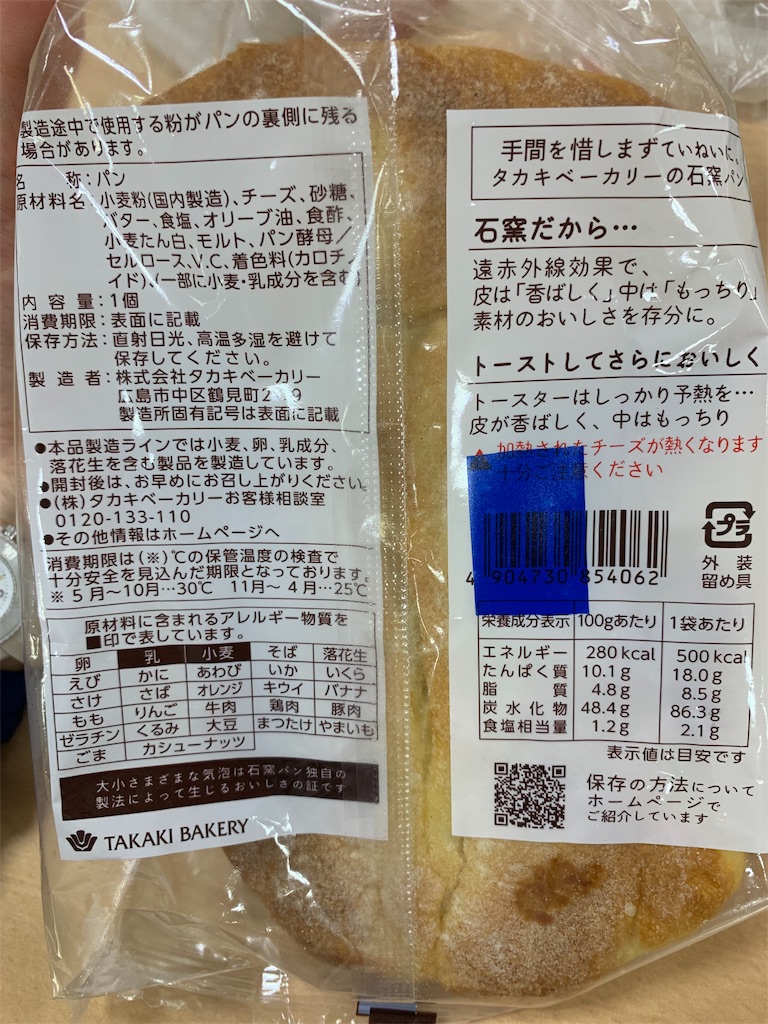 製造途中で使用する粉がパンの裏側に残る
場合があります。
名 称:パン
原材料名:小麦粉(国内製造)、チーズ、砂糖、
バター、食塩、オリーブ油、食酢、
小麦たん白、モルト、パン酵母/
セルロース、V.C、着色料(カロチ
イド)、(一部に小麦・乳成分を含む)
内容量:1個
消費期限:表面に記載
保存方法:直射日光、高温多湿を避けて
保存してください。
製造者:株式会社タカキベーカリー
広島市中区鶴見町2 9
製造所固有記号は表面に記載
●本品製造ラインでは小麦、卵、乳成分、
落花生を含む製品を製造しています。
●開封後は、お早めにお召し上がりください。
●(株)タカキベーカリーお客様相談室
0120-133-110
●その他情報はホームページへ
消費期限は(※)℃の保管温度の検査で
十分安全を見込んだ期限となっております。
※5月〜10月…30℃ 11月〜4月…25℃
原材料に含まれるアレルギー物質を
■印で表しています。
卵 乳 小麦 そば 落花生
えび かに あわび いか いくら
さけ さば オレンジ キウイ バナナ
もも りんご 牛肉 鶏肉 豚肉
ゼラチン くるみ 大豆 まつたけ やまいも
ごま カシューナッツ
大小さまざまな気泡は石窯パン独自の
製法によって生じるおいしさの証です
TAKAKI BAKERY
手間を惜しまずていねいに。
タカキベーカリーの石窯パン
石窯だから…
遠赤外線効果で、
皮は「香ばしく」中は「もっちり」
素材のおいしさを存分に。
トーストしてさらにおいしく
トースターはしっかり予熱を…
皮が香ばしく、中はもっちり
加熱されたチーズが熱くなります
十分ご注意ください
4 904730 854062
プラ
外装
留め具
栄養成分表示 100gあたり 1袋あたり
エネルギー 280kcal 500kcal
たんぱく質 10.1g 18.0g
脂質 4.8g 8.5g
炭水化物 48.4g 86.3g
食塩相当量 1.2g 2.1g
表示値は目安です
保存の方法について
ホームページで
ご紹介しています